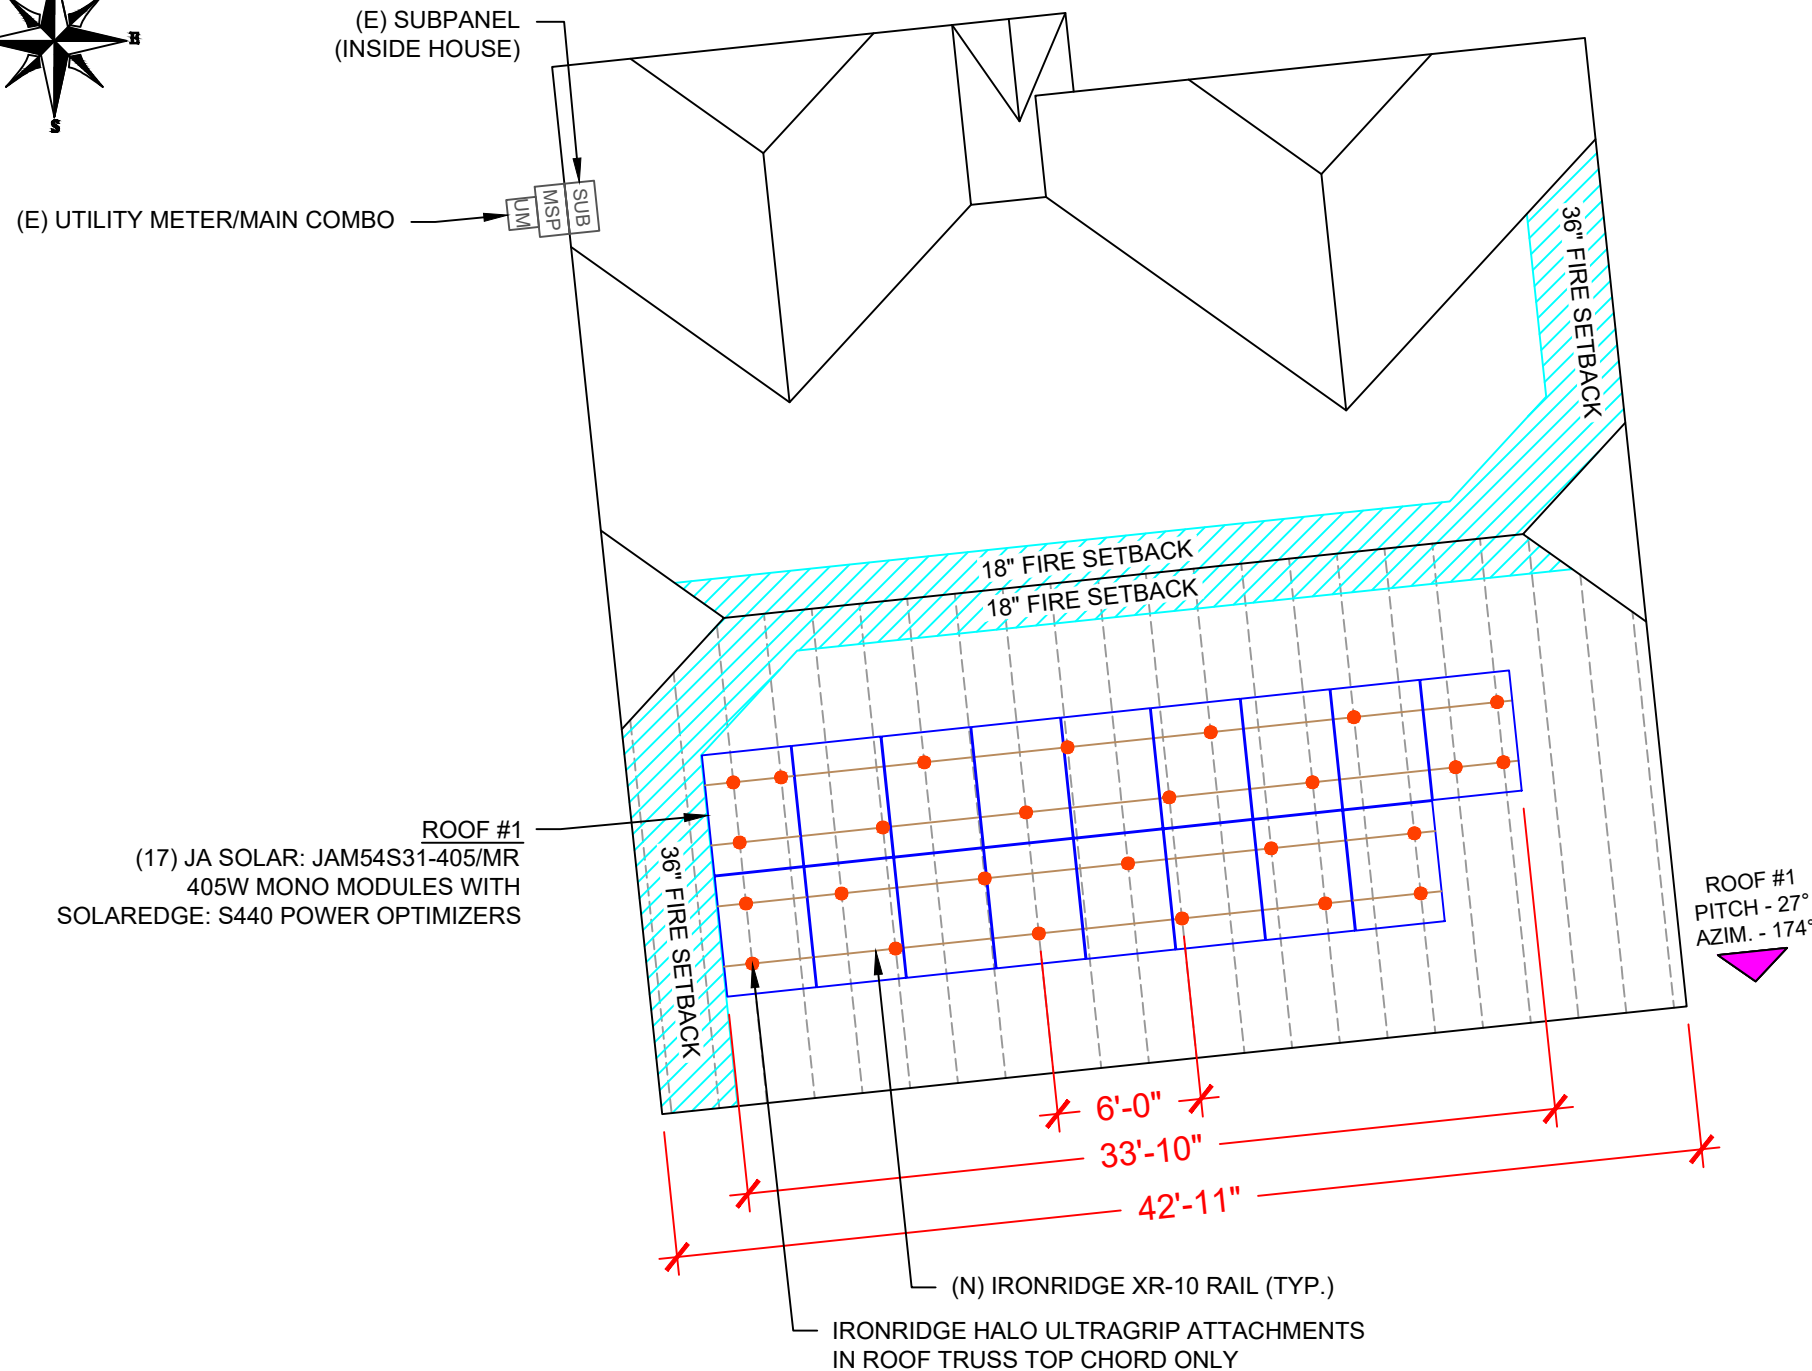 E
S
(E) SUBPANEL
(INSIDE HOUSE)
(E) UTILITY METER/MAIN COMBO
UM
MSP
SUB
36" FIRE SETBACK
18" FIRE SETBACK
18" FIRE SETBACK
ROOF #1
(17) JA SOLAR: JAM54S31-405/MR
405W MONO MODULES WITH
SOLAREDGE: S440 POWER OPTIMIZERS
36" FIRE SETBACK
ROOF #1
PITCH - 27°
AZIM. - 174°
6'-0"
33'-10"
42'-11"
(N) IRONRIDGE XR-10 RAIL (TYP.)
IRONRIDGE HALO ULTRAGRIP ATTACHMENTS
IN ROOF TRUSS TOP CHORD ONLY